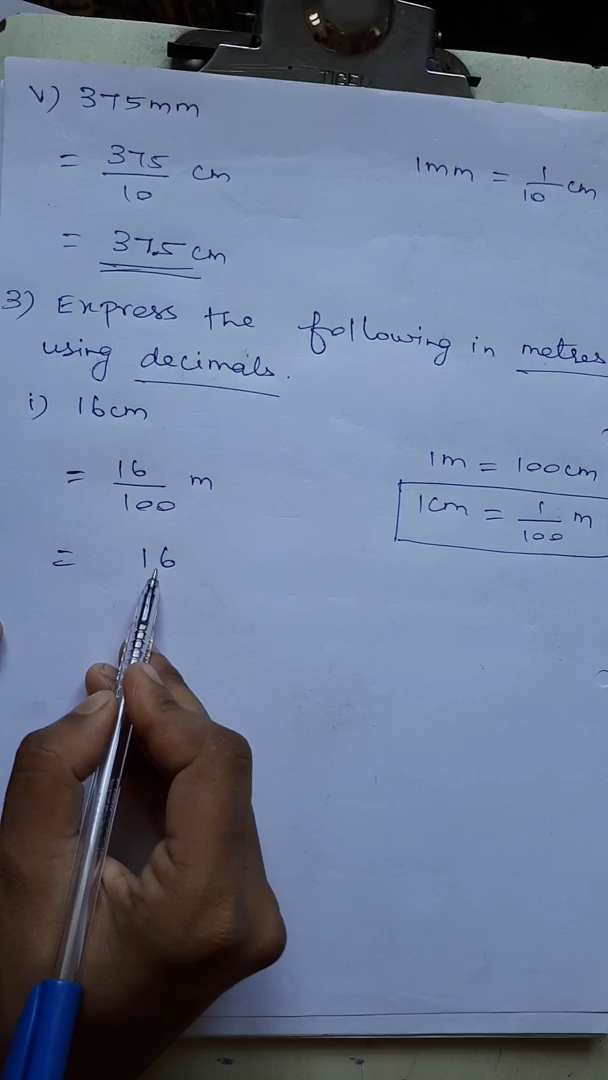 TIGER
v) 375mm
= 375/10 cm
1mm = 1/10 cm
= 37.5 cm
3) Express the following in metres
using decimals.
i) 16cm
= 16/100 m
1m = 100cm
1cm = 1/100 m
= 16